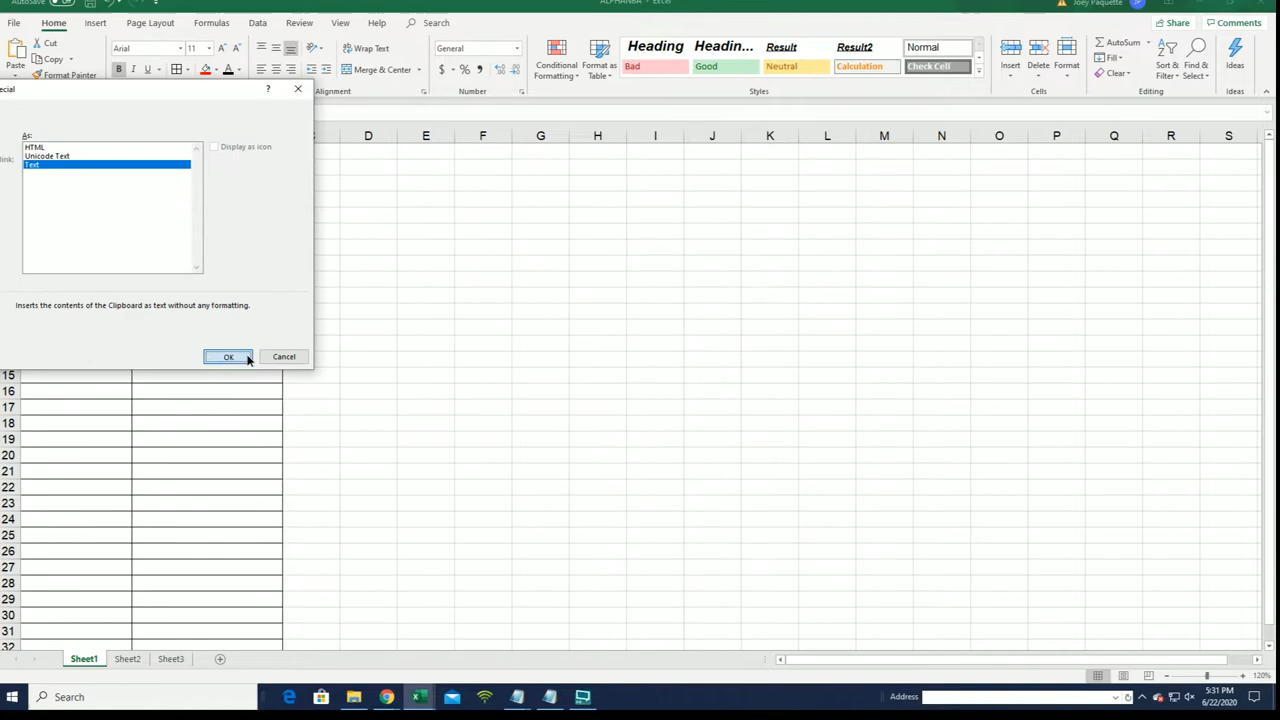 AutoSave
ALPHANBA - Excel
Joey Paquette
JP
File Home Insert Page Layout Formulas Data Review View Help Search
Share Comments
Paste
Cut
Copy
Format Painter
Arial 11
B I U
Wrap Text
Merge & Center
Alignment
General
$ % ,
Number
Conditional Formatting
Format as Table
Heading Headin... Result Result2 Normal
Bad Good Neutral Calculation Check Cell
Styles
Insert Delete Format
Cells
AutoSum
Fill
Clear
Sort & Filter
Find & Select
Editing
Ideas
Ideas
ecial ?
As:
link:
HTML
Unicode Text
Text
Display as icon
Inserts the contents of the Clipboard as text without any formatting.
OK Cancel
D E F G H I J K L M N O P Q R S
15
16
17
18
19
20
21
22
23
24
25
26
27
28
29
30
31
32
Sheet1 Sheet2 Sheet3
120%
Search
Address
5:31 PM
6/22/2020